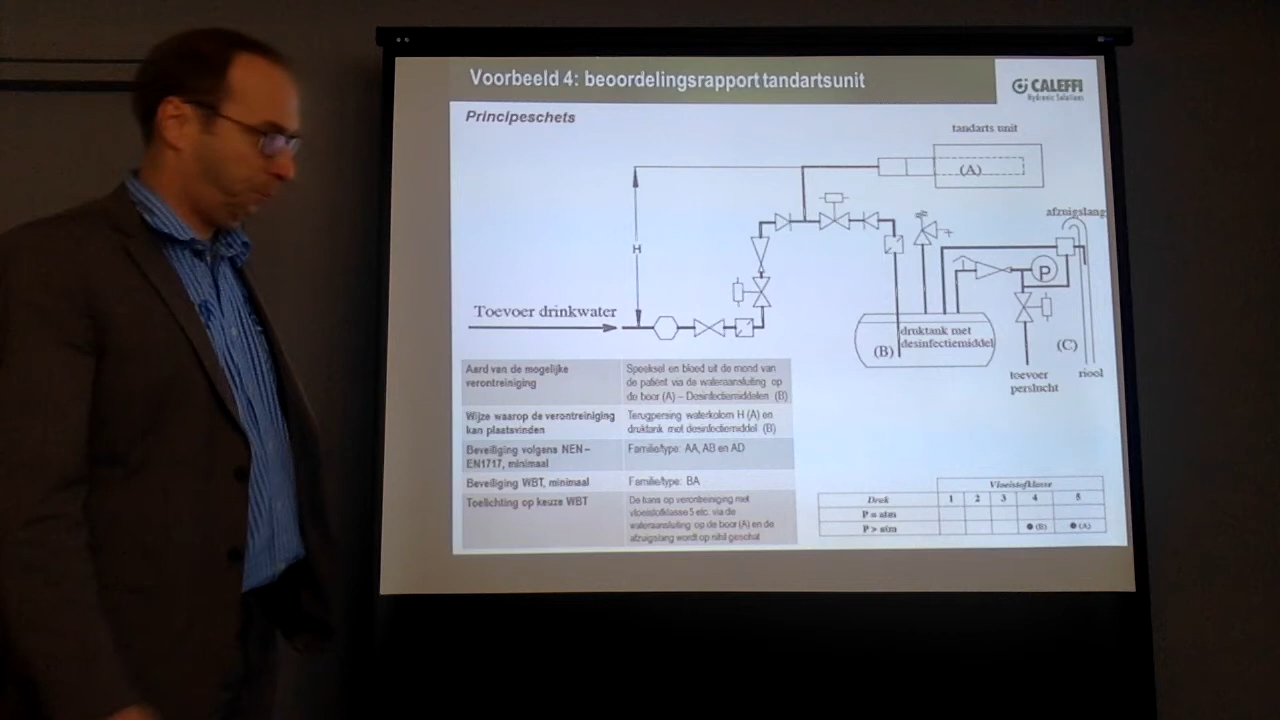 Voorbeeld 4: beoordelingsrapport tandartsunit
CALEFFI
Hydronic Solutions
Principeschets
tandarts unit
(A)
afzuigslang
H
P
Toevoer drinkwater
druktank met
desinfectiemiddel
(B)
(C)
toevoer
perslucht
riool
Aard van de mogelijke
verontreiniging
Speeksel en bloed uit de mond van
de patiënt via de wateraansluiting op
de boor (A) – Desinfectiemiddelen (B)
Wijze waarop de verontreiniging
kan plaatsvinden
Terugpersing waterkolom H (A) en
druktank met desinfectiemiddel (B)
Beveiliging volgens NEN–
EN1717, minimaal
Familie/type: AA, AB en AD
Beveiliging WBT, minimaal
Familie/type: BA
Toelichting op keuze WBT
De kans op verontreiniging met
vloeistofklasse 5 etc. via de
wateraansluiting op de boor (A) en de
afzuigslang wordt op nihil geschat
Vloeistofklasse
Druk 1 2 3 4 5
P = atm
P > atm ● (B) ● (A)